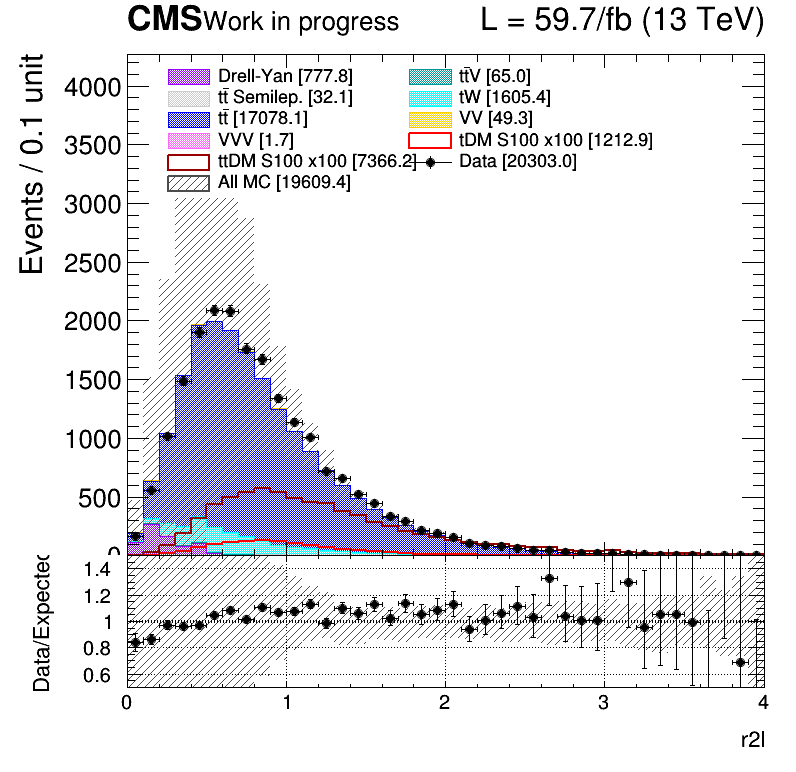 CMS Work in progress L = 59.7/fb (13 TeV)
Events / 0.1 unit
4000
3500
3000
2500
2000
1500
1000
500
0
Drell-Yan [777.8]
tt̄ Semilep. [32.1]
tt̄ [17078.1]
VVV [1.7]
ttDM S100 x100 [7366.2]
All MC [19609.4]
tt̄V [65.0]
tW [1605.4]
VV [49.3]
tDM S100 x100 [1212.9]
Data [20303.0]
Data/Expected
1.4
1.2
1
0.8
0.6
0 1 2 3 4
r2l